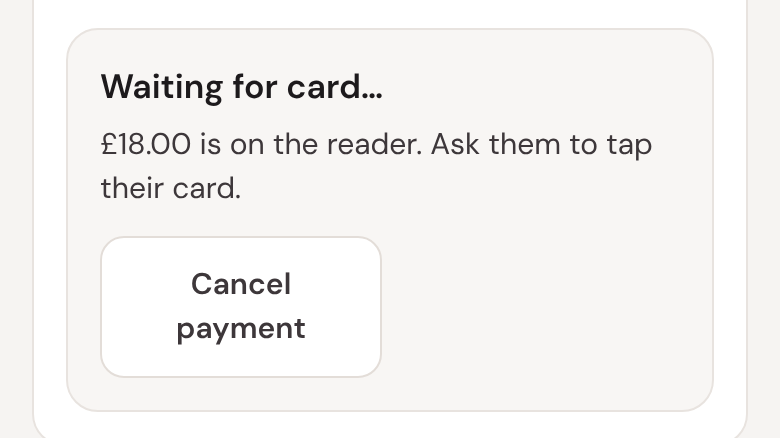 Waiting for card…
£18.00 is on the reader. Ask them to tap
their card.
Cancel
payment